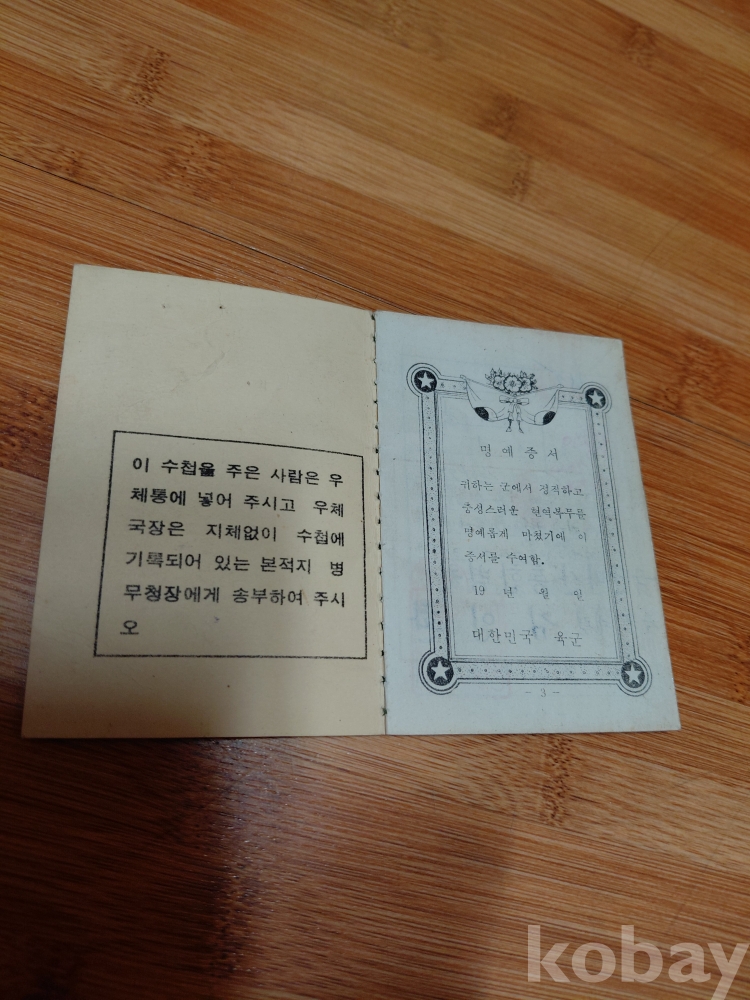 이 수첩을 주은 사람은 우
체통에 넣어 주시고 우체
국장은 지체없이 수첩에
기록되어 있는 본적지 병
무청장에게 송부하여 주시
오
명예증서
귀하는 군에서 정직하고
충성스러운 현역복무를
명예롭게 마쳤기에 이
증서를 수여함.
19 년 월 일
대한민국 육군
- 3 -
kobay